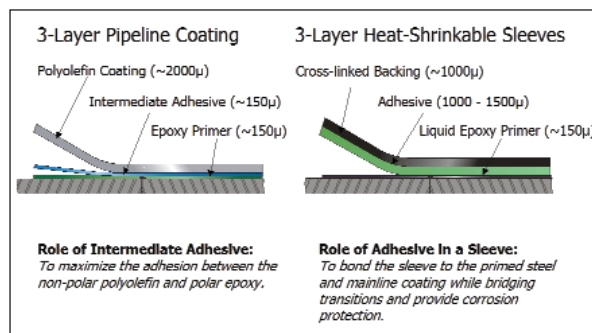 3-Layer Pipeline Coating
Polyolefin Coating (~2000µ)
Intermediate Adhesive (~150µ)
Epoxy Primer (~150µ)
Role of Intermediate Adhesive:
To maximize the adhesion between the
non-polar polyolefin and polar epoxy.
3-Layer Heat-Shrinkable Sleeves
Cross-linked Backing (~1000µ)
Adhesive (1000 - 1500µ)
Liquid Epoxy Primer (~150µ)
Role of Adhesive in a Sleeve:
To bond the sleeve to the primed steel
and mainline coating while bridging
transitions and provide corrosion
protection.